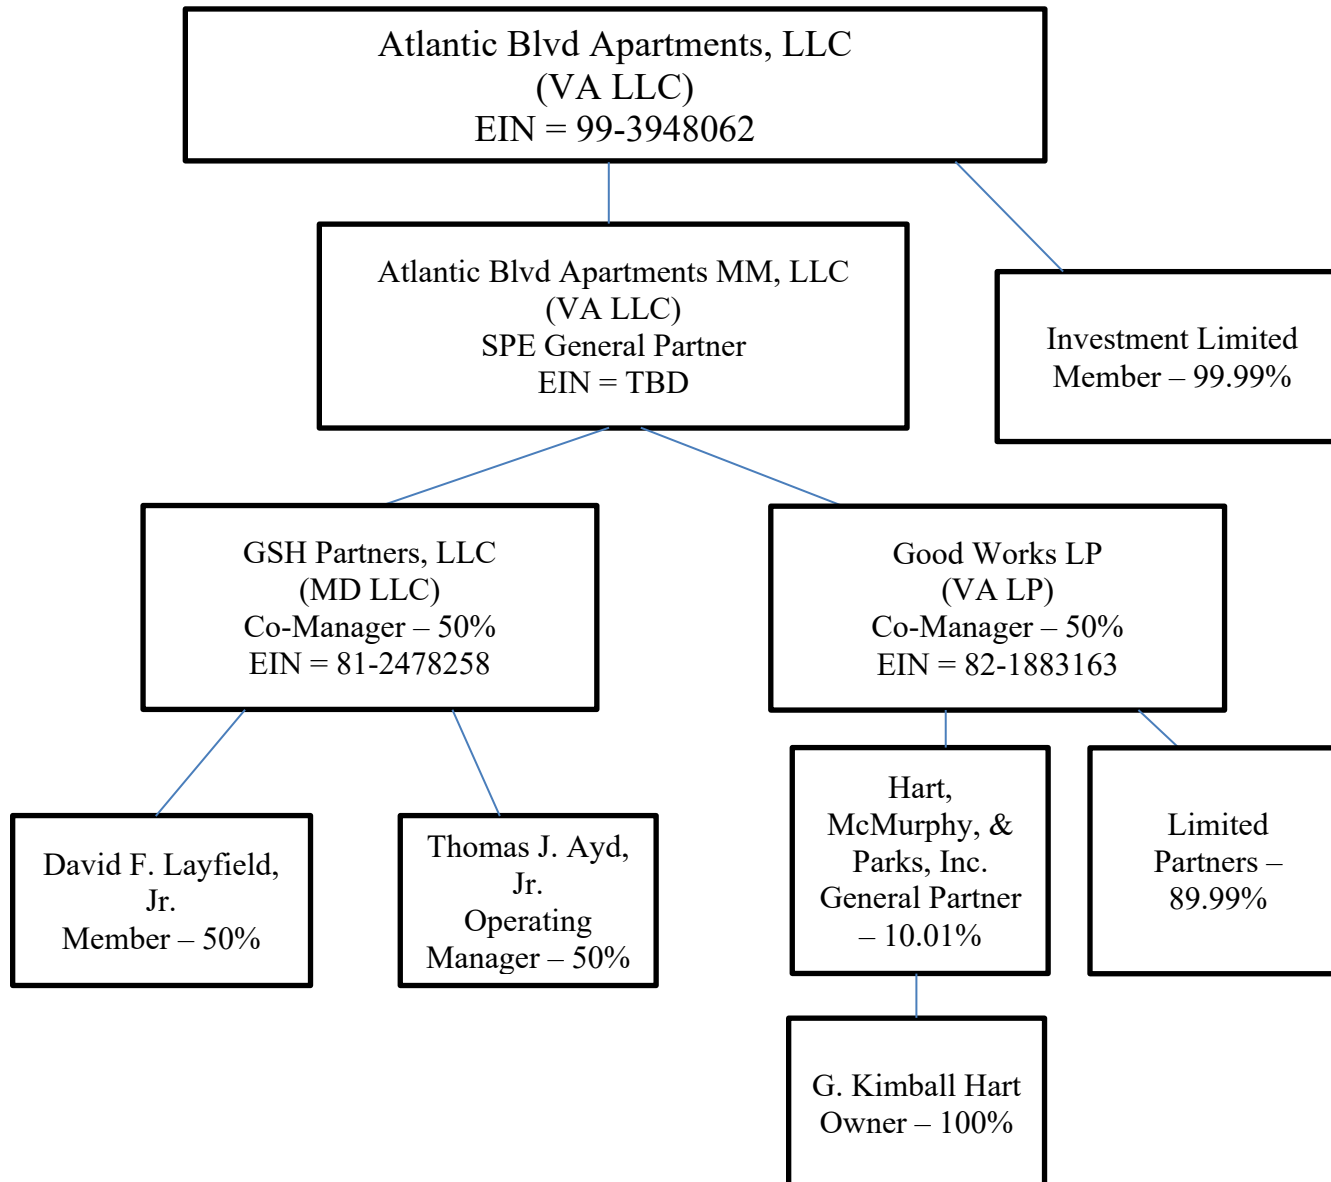 Atlantic Blvd Apartments, LLC
(VA LLC)
EIN = 99-3948062
Atlantic Blvd Apartments MM, LLC
(VA LLC)
SPE General Partner
EIN = TBD
Investment Limited
Member – 99.99%
GSH Partners, LLC
(MD LLC)
Co-Manager – 50%
EIN = 81-2478258
Good Works LP
(VA LP)
Co-Manager – 50%
EIN = 82-1883163
David F. Layfield,
Jr.
Member – 50%
Thomas J. Ayd,
Jr.
Operating
Manager – 50%
Hart,
McMurphy, &
Parks, Inc.
General Partner
– 10.01%
Limited
Partners –
89.99%
G. Kimball Hart
Owner – 100%